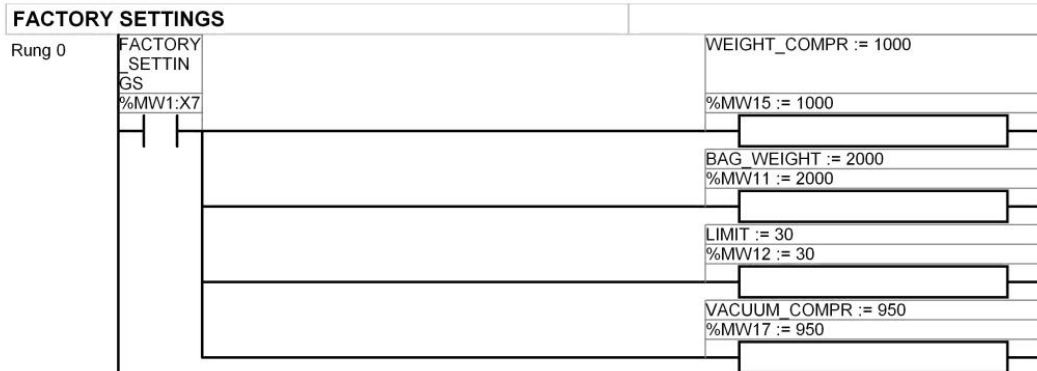 FACTORY SETTINGS
Rung 0
FACTORY
_SETTIN
GS
%MW1:X7
WEIGHT_COMPR := 1000
%MW15 := 1000
BAG_WEIGHT := 2000
%MW11 := 2000
LIMIT := 30
%MW12 := 30
VACUUM_COMPR := 950
%MW17 := 950